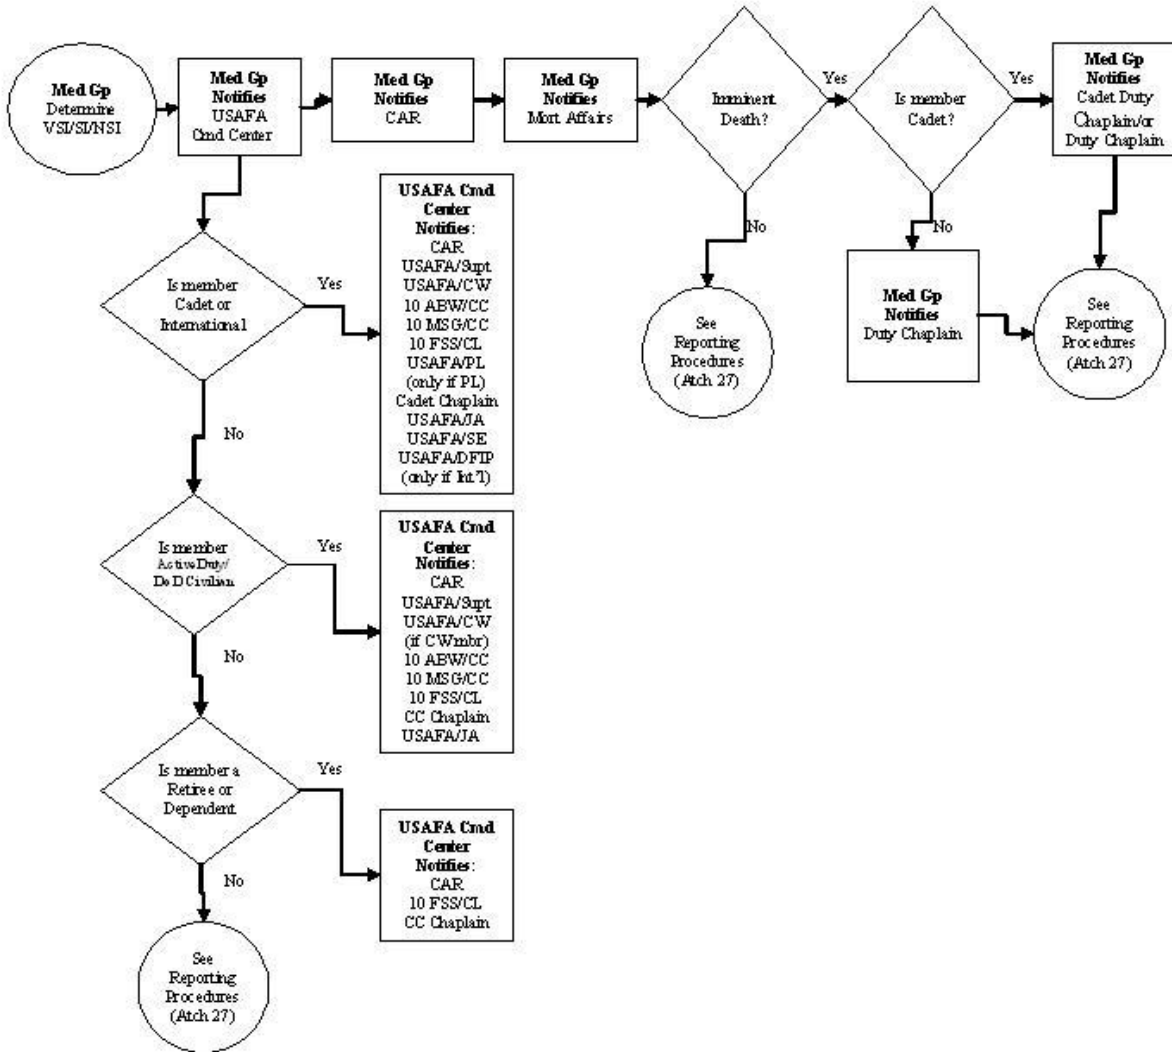 Med Gp
Determine
VSI/SI/NSI
Med Gp
Notifies
USAFA
Cmd Center
Med Gp
Notifies
CAR
Med Gp
Notifies
Mort Affairs
Imminent
Death?
Yes
Is member
Cadet?
Yes
Med Gp
Notifies
Cadet Duty
Chaplain/or
Duty Chaplain
No
No
See
Reporting
Procedures
(Atch 27)
Med Gp
Notifies
Duty Chaplain
See
Reporting
Procedures
(Atch 27)
Is member
Cadet or
International
Yes
USAFA Cmd
Center
Notifies:
CAR
USAFA/Supt
USAFA/CW
10 ABW/CC
10 MSG/CC
10 FSS/CL
USAFA/PL
(only if PL)
Cadet Chaplain
USAFA/JA
USAFA/SE
USAFA/DFIP
(only if Int'l)
No
Is member
Active Duty/
DoD Civilian
Yes
USAFA Cmd
Center
Notifies:
CAR
USAFA/Supt
USAFA/CW
(if CW mbr)
10 ABW/CC
10 MSG/CC
10 FSS/CL
CC Chaplain
USAFA/JA
No
Is member a
Retiree or
Dependent
Yes
USAFA Cmd
Center
Notifies:
CAR
10 FSS/CL
CC Chaplain
No
See
Reporting
Procedures
(Atch 27)